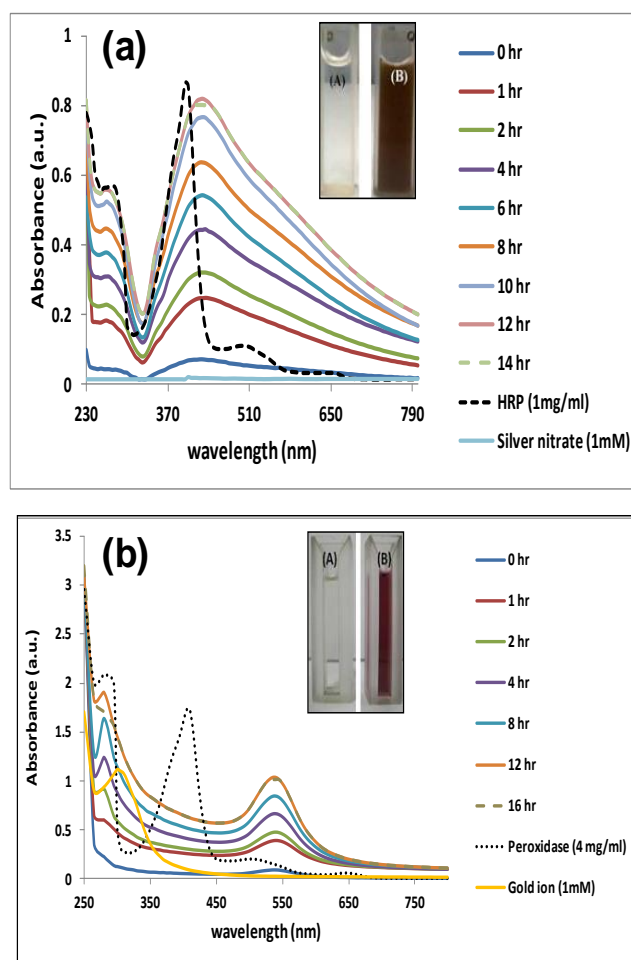 (a)
Absorbance (a.u.)
1
0.8
0.6
0.4
0.2
0
230 370 510 650 790
wavelength (nm)
(A) (B)
0 hr
1 hr
2 hr
4 hr
6 hr
8 hr
10 hr
12 hr
14 hr
HRP (1mg/ml)
Silver nitrate (1mM)
(b)
Absorbance (a.u.)
3.5
3
2.5
2
1.5
1
0.5
0
250 350 450 550 650 750
wavelength (nm)
(A) (B)
0 hr
1 hr
2 hr
4 hr
8 hr
12 hr
16 hr
Peroxidase (4 mg/ml)
Gold ion (1mM)